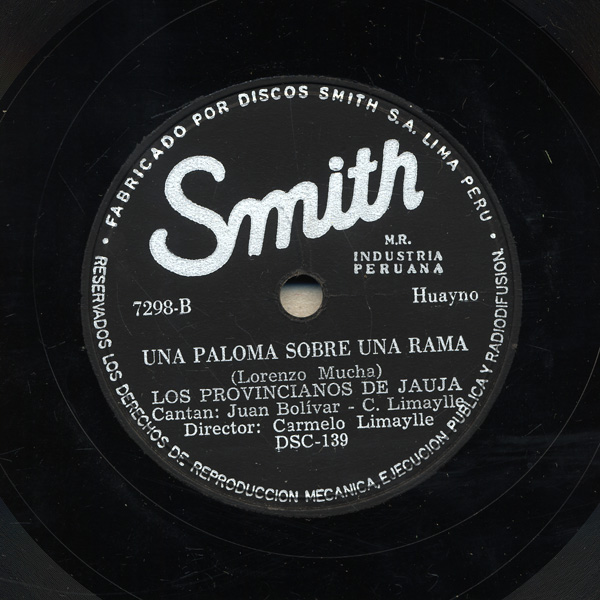 • FABRICADO POR DISCOS SMITH S.A. LIMA PERU •
Smith
M.R.
INDUSTRIA
PERUANA
7298-B
Huayno
UNA PALOMA SOBRE UNA RAMA
(Lorenzo Mucha)
LOS PROVINCIANOS DE JAUJA
Cantan: Juan Bolívar - C. Limaylle
Director: Carmelo Limaylle
DSC-139
RESERVADOS LOS DERECHOS DE REPRODUCCION MECANICA, EJECUCION PUBLICA Y RADIODIFUSION.